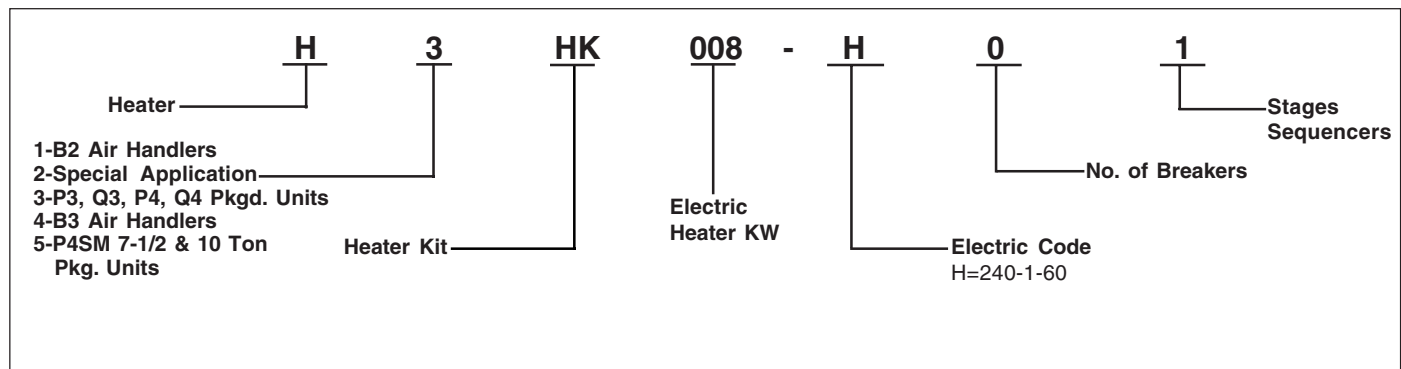 H 3 HK 008 - H 0 1
Heater
1-B2 Air Handlers
2-Special Application
3-P3, Q3, P4, Q4 Pkgd. Units
4-B3 Air Handlers
5-P4SM 7-1/2 & 10 Ton
Pkg. Units
Heater Kit
Electric
Heater KW
Electric Code
H=240-1-60
No. of Breakers
Stages
Sequencers